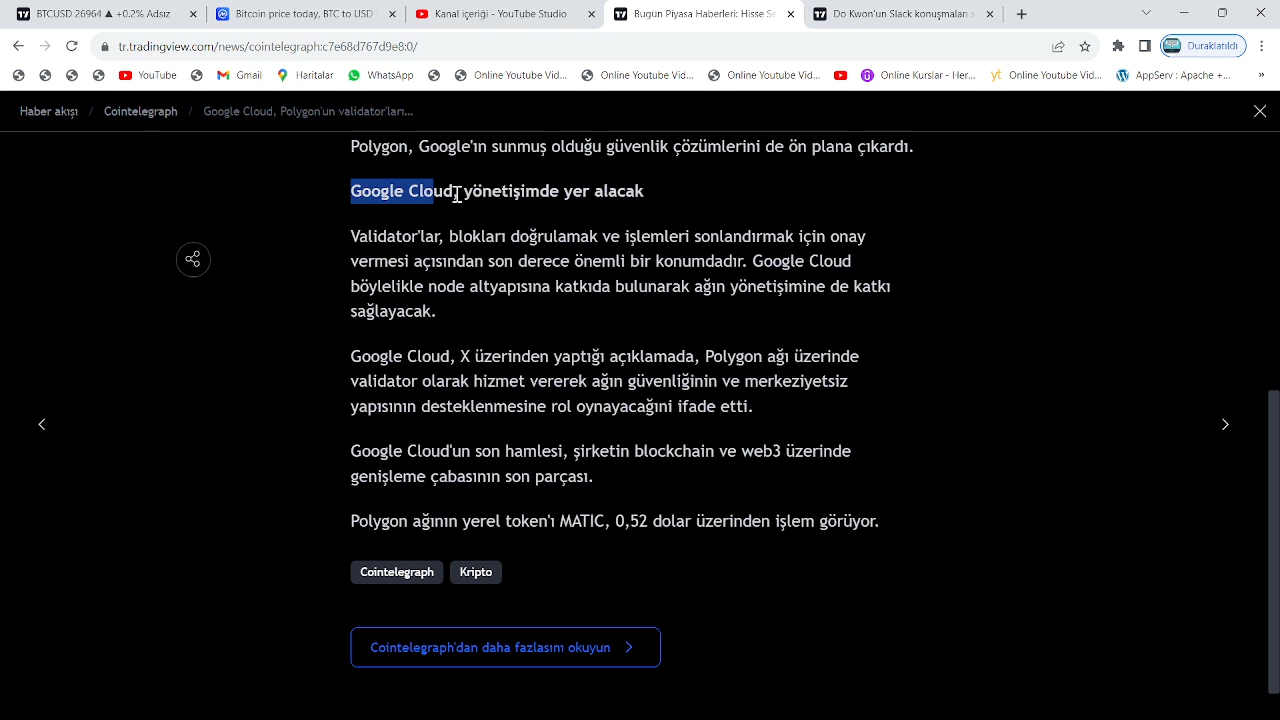 BTCUSD 26964 ▲ +0.2% Adsız
Bitcoin price today, BTC to USD
Kanal içeriği - YouTube Studio
Bugün Piyasa Haberleri: Hisse Se
Do Kwon'un Slack konuşmaları s
tr.tradingview.com/news/cointelegraph:c7e68d767d9e8:0/
Duraklatıldı
YouTube
Gmail
Haritalar
WhatsApp
Online Youtube Vid...
Online Youtube Vid...
Online Youtube Vid...
Online Kurslar - Her...
Online Youtube Vid...
AppServ : Apache +...
»
Haber akışı / Cointelegraph / Google Cloud, Polygon'un validator'ları...
Polygon, Google'ın sunmuş olduğu güvenlik çözümlerini de ön plana çıkardı.
Google Cloud, yönetişimde yer alacak
Validator'lar, blokları doğrulamak ve işlemleri sonlandırmak için onay
vermesi açısından son derece önemli bir konumdadır. Google Cloud
böylelikle node altyapısına katkıda bulunarak ağın yönetişimine de katkı
sağlayacak.
Google Cloud, X üzerinden yaptığı açıklamada, Polygon ağı üzerinde
validator olarak hizmet vererek ağın güvenliğinin ve merkeziyetsiz
yapısının desteklenmesine rol oynayacağını ifade etti.
Google Cloud'un son hamlesi, şirketin blockchain ve web3 üzerinde
genişleme çabasının son parçası.
Polygon ağının yerel token'ı MATIC, 0,52 dolar üzerinden işlem görüyor.
Cointelegraph
Kripto
Cointelegraph'dan daha fazlasını okuyun